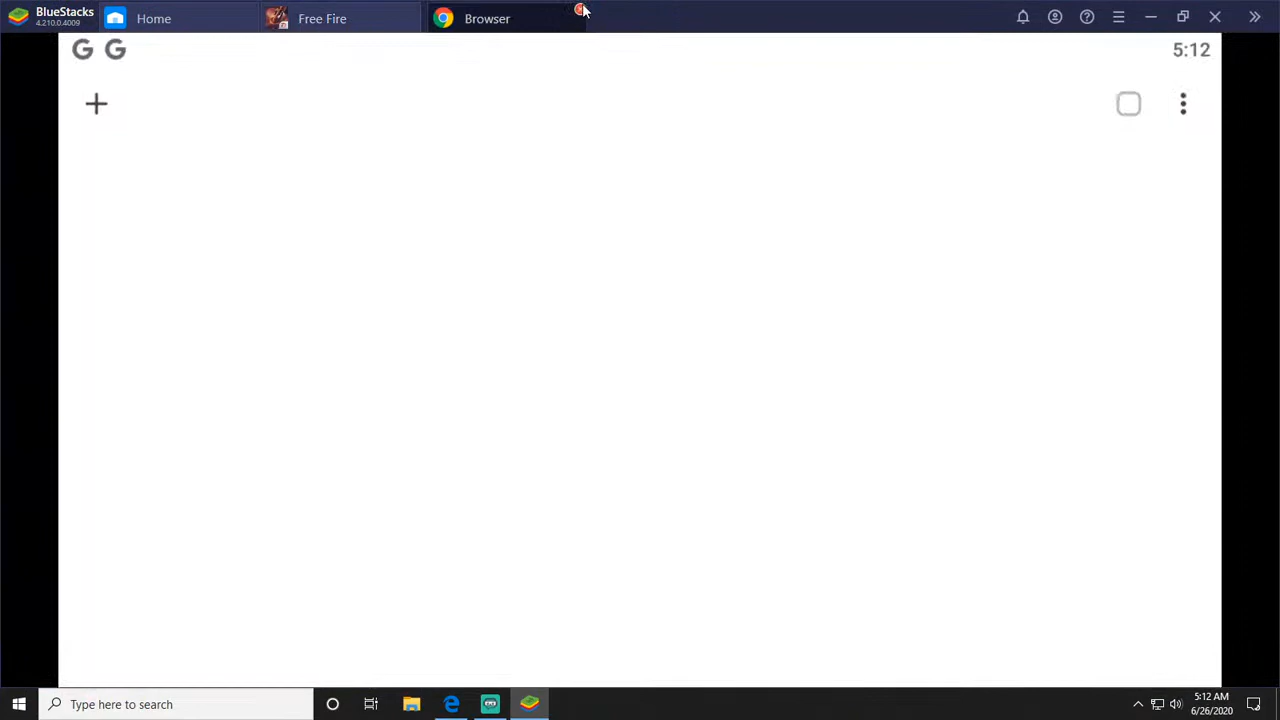 BlueStacks
4.210.0.4009
Home
Free Fire
Browser
G G
5:12
Type here to search
5:12 AM
6/26/2020